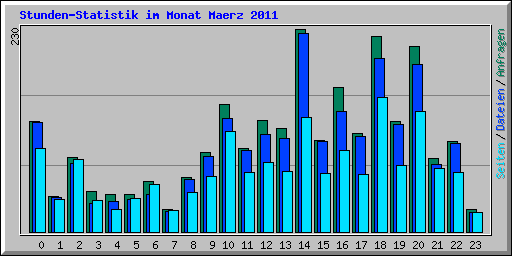 Stunden-Statistik im Monat Maerz 2011
230
Seiten / Dateien / Anfragen
0 1 2 3 4 5 6 7 8 9 10 11 12 13 14 15 16 17 18 19 20 21 22 23